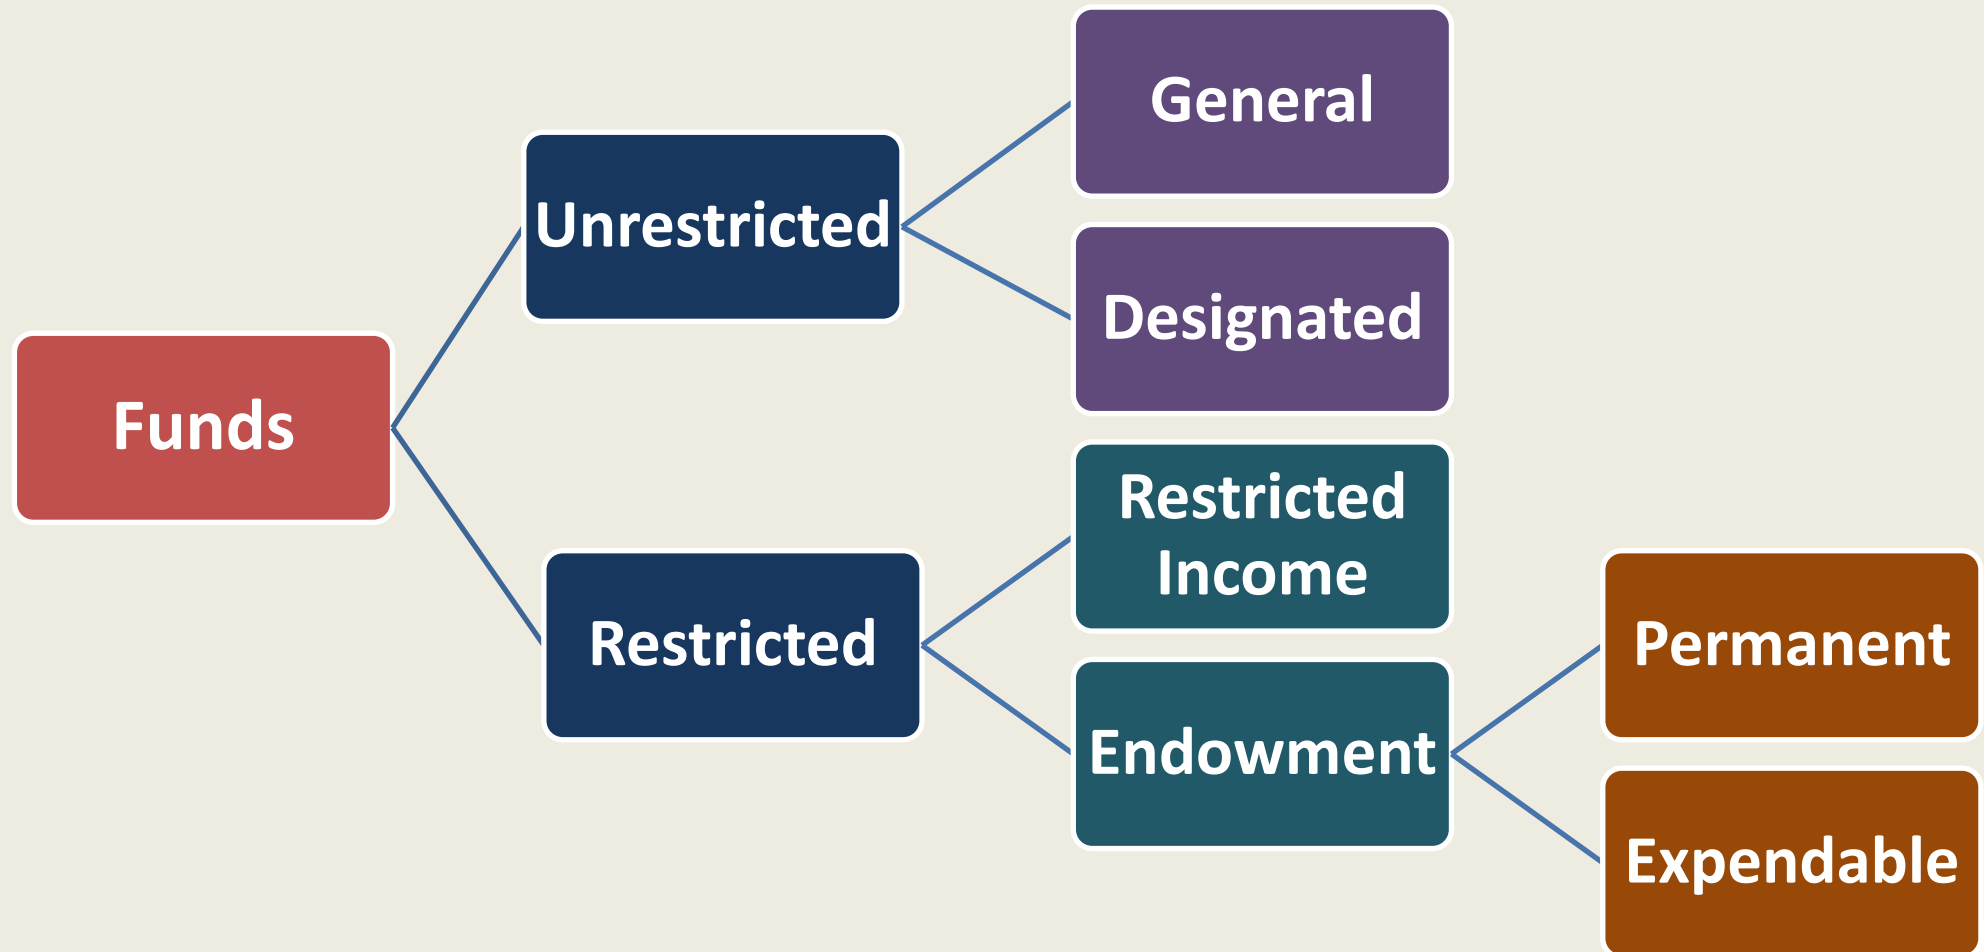 Funds
Unrestricted
General
Designated
Restricted
Restricted
Income
Endowment
Permanent
Expendable